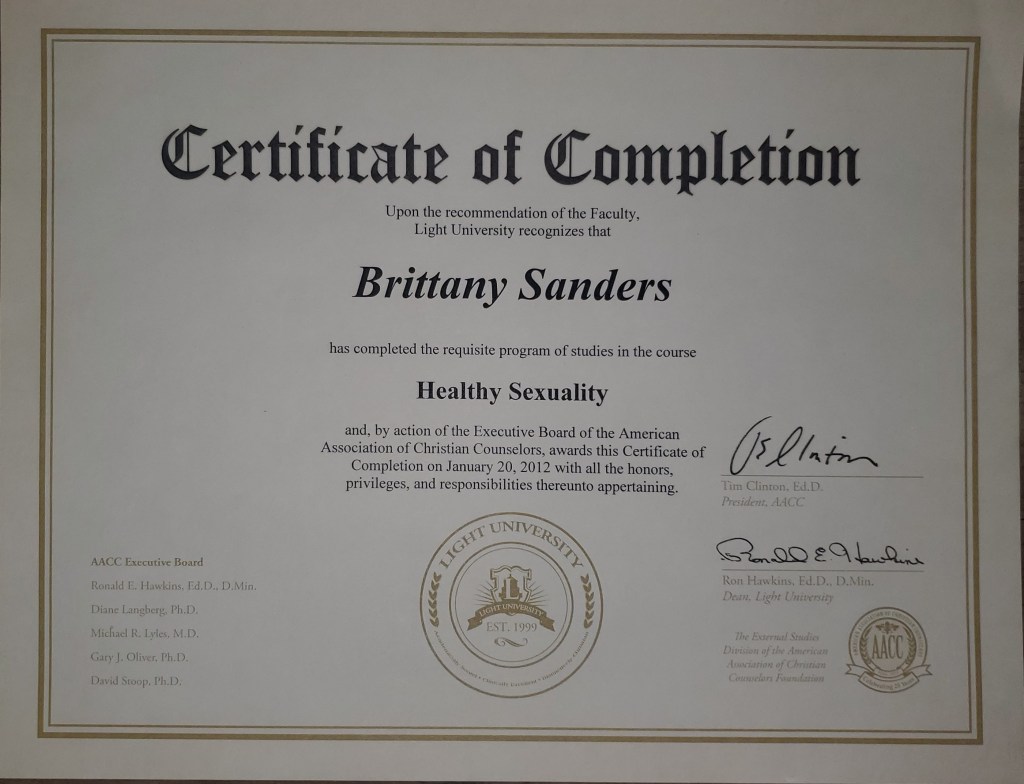 Certificate of Completion
Upon the recommendation of the Faculty,
Light University recognizes that
Brittany Sanders
has completed the requisite program of studies in the course
Healthy Sexuality
and, by action of the Executive Board of the American
Association of Christian Counselors, awards this Certificate of
Completion on January 20, 2012 with all the honors,
privileges, and responsibilities thereunto appertaining.
Tim Clinton, Ed.D.
President, AACC
Ronald E Hawkins
Ron Hawkins, Ed.D., D.Min.
Dean, Light University
AACC Executive Board
Ronald E. Hawkins, Ed.D., D.Min.
Diane Langberg, Ph.D.
Michael R. Lyles, M.D.
Gary J. Oliver, Ph.D.
David Stoop, Ph.D.
LIGHT UNIVERSITY
LIGHT UNIVERSITY
EST. 1999
The External Studies
Division of the American
Association of Christian
Counselors Foundation
AACC